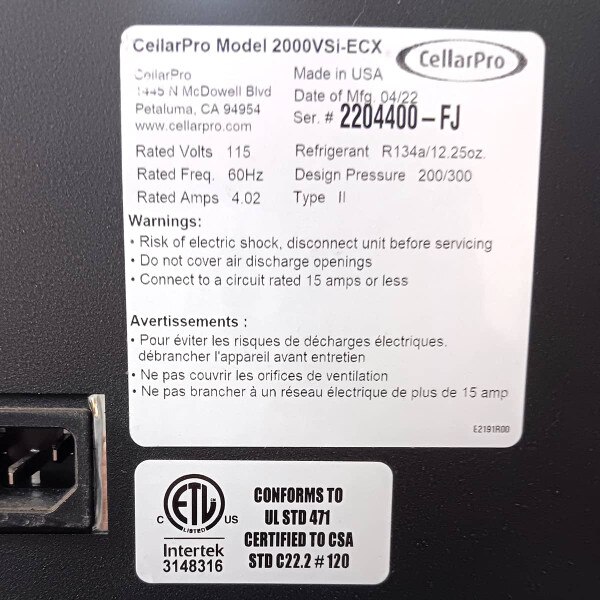 CellarPro Model 2000VSi-ECX
CellarPro
CellarPro
1445 N McDowell Blvd
Petaluma, CA 94954
www.cellarpro.com
Made in USA
Date of Mfg. 04/22
Ser. # 2204400-FJ
Rated Volts 115
Rated Freq. 60Hz
Rated Amps 4.02
Refrigerant R134a/12.25oz.
Design Pressure 200/300
Type II
Warnings:
• Risk of electric shock, disconnect unit before servicing
• Do not cover air discharge openings
• Connect to a circuit rated 15 amps or less
Avertissements :
• Pour éviter les risques de décharges électriques.
débrancher l'appareil avant entretien
• Ne pas couvrir les orifices de ventilation
• Ne pas brancher à un réseau électrique de plus de 15 amp
E2191R00
C ETL US
LISTED
Intertek
3148316
CONFORMS TO
UL STD 471
CERTIFIED TO CSA
STD C22.2 # 120